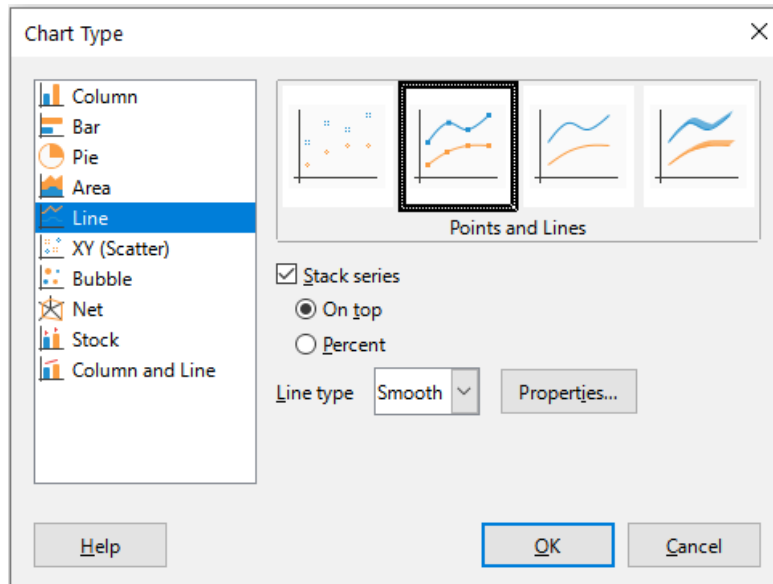 Chart Type
Column
Bar
Pie
Area
Line
XY (Scatter)
Bubble
Net
Stock
Column and Line
Points and Lines
Stack series
On top
Percent
Line type Smooth Properties...
Help OK Cancel